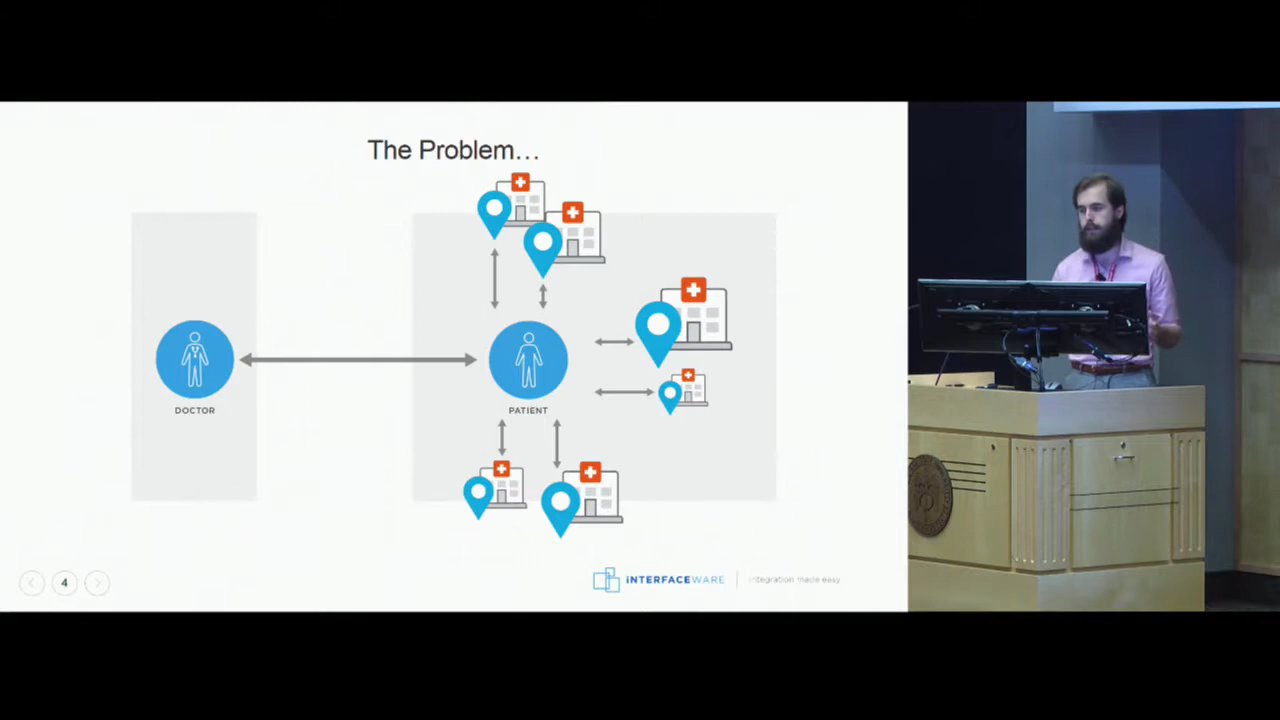 The Problem...
DOCTOR
PATIENT
4
iNTERFACEWARE
Integration made easy